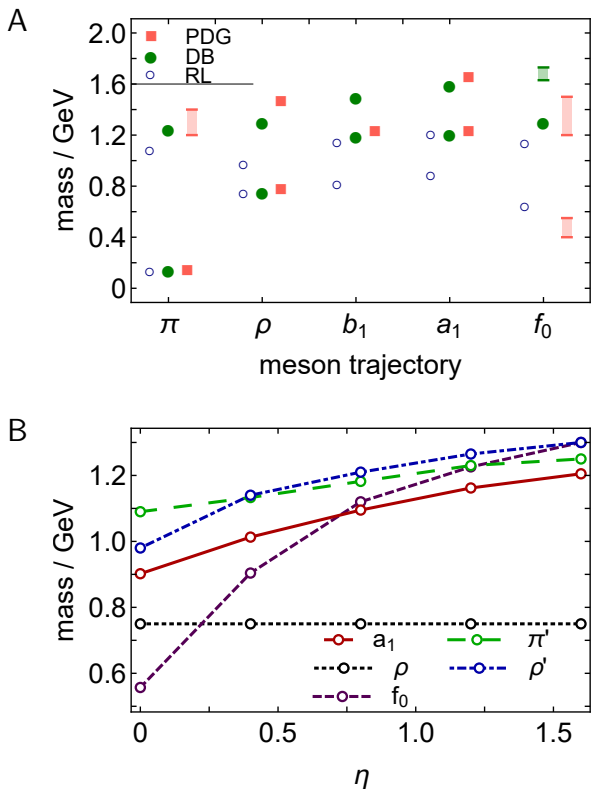 A
2.0
PDG
DB
RL
1.6
1.2
0.8
0.4
0
mass / GeV
π ρ b₁ a₁ f₀
meson trajectory
B
1.2
1.0
0.8
0.6
mass / GeV
a₁ π'
ρ ρ'
f₀
0 0.5 1.0 1.5
η